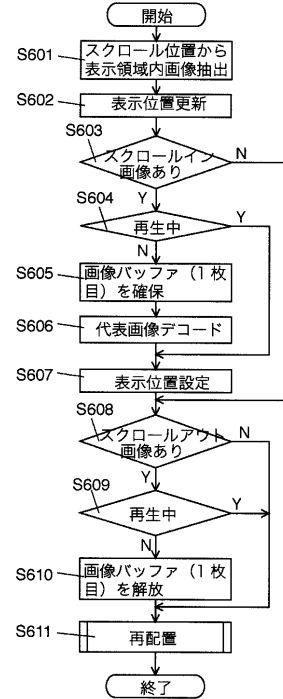 開始
S601
スクロール位置から
表示領域内画像抽出
S602
表示位置更新
S603
スクロールイン
画像あり
N
Y
S604
再生中
Y
N
S605
画像バッファ（１枚
目）を確保
S606
代表画像デコード
S607
表示位置設定
S608
スクロールアウト
画像あり
N
Y
S609
再生中
Y
N
S610
画像バッファ（１枚
目）を解放
S611
再配置
終了